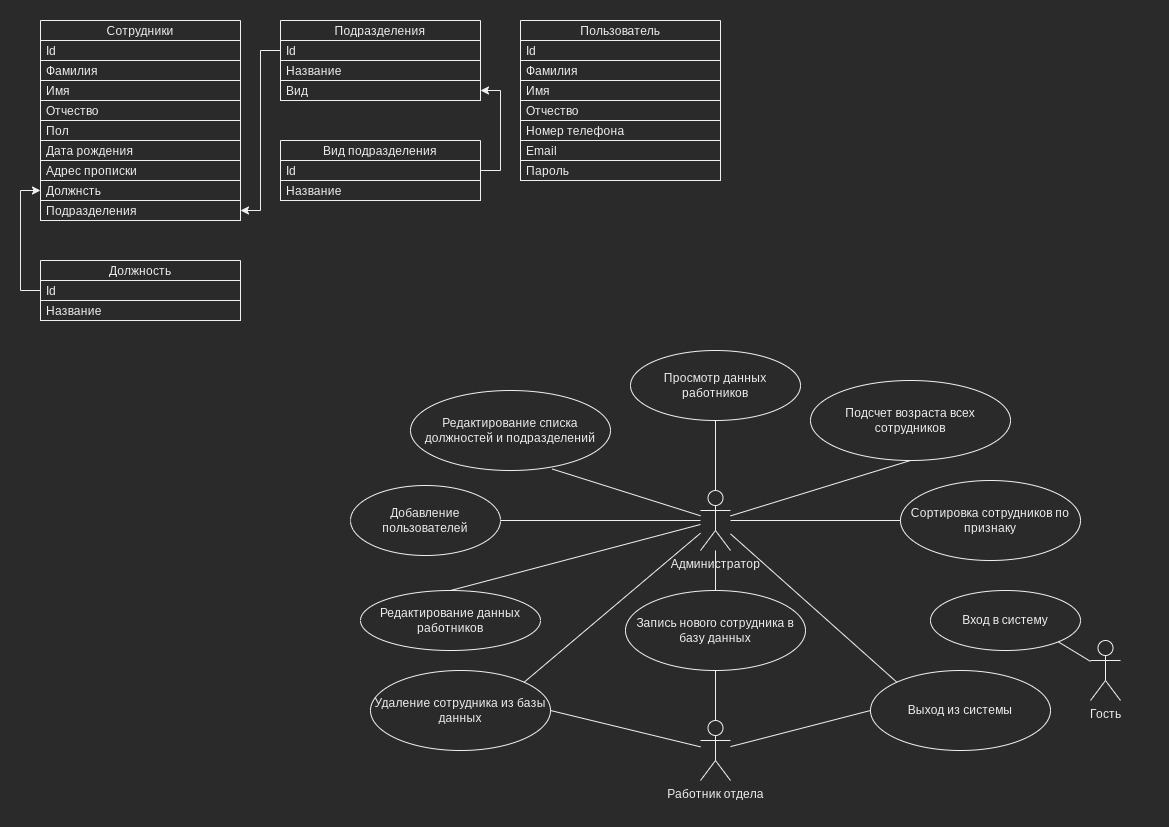 Сотрудники
Id
Фамилия
Имя
Отчество
Пол
Дата рождения
Адрес прописки
Должнсть
Подразделения
Подразделения
Id
Название
Вид
Вид подразделения
Id
Название
Пользователь
Id
Фамилия
Имя
Отчество
Номер телефона
Email
Пароль
Должность
Id
Название
Просмотр данных
работников
Редактирование списка
должностей и подразделений
Подсчет возраста всех
сотрудников
Добавление
пользователей
Сортировка сотрудников по
признаку
Администратор
Редактирование данных
работников
Запись нового сотрудника в
базу данных
Вход в систему
Гость
Удаление сотрудника из базы
данных
Выход из системы
Работник отдела